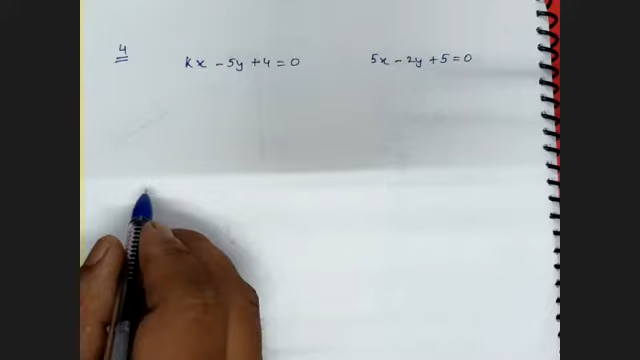 4
kx - 5y + 4 = 0 5x - 2y + 5 = 0